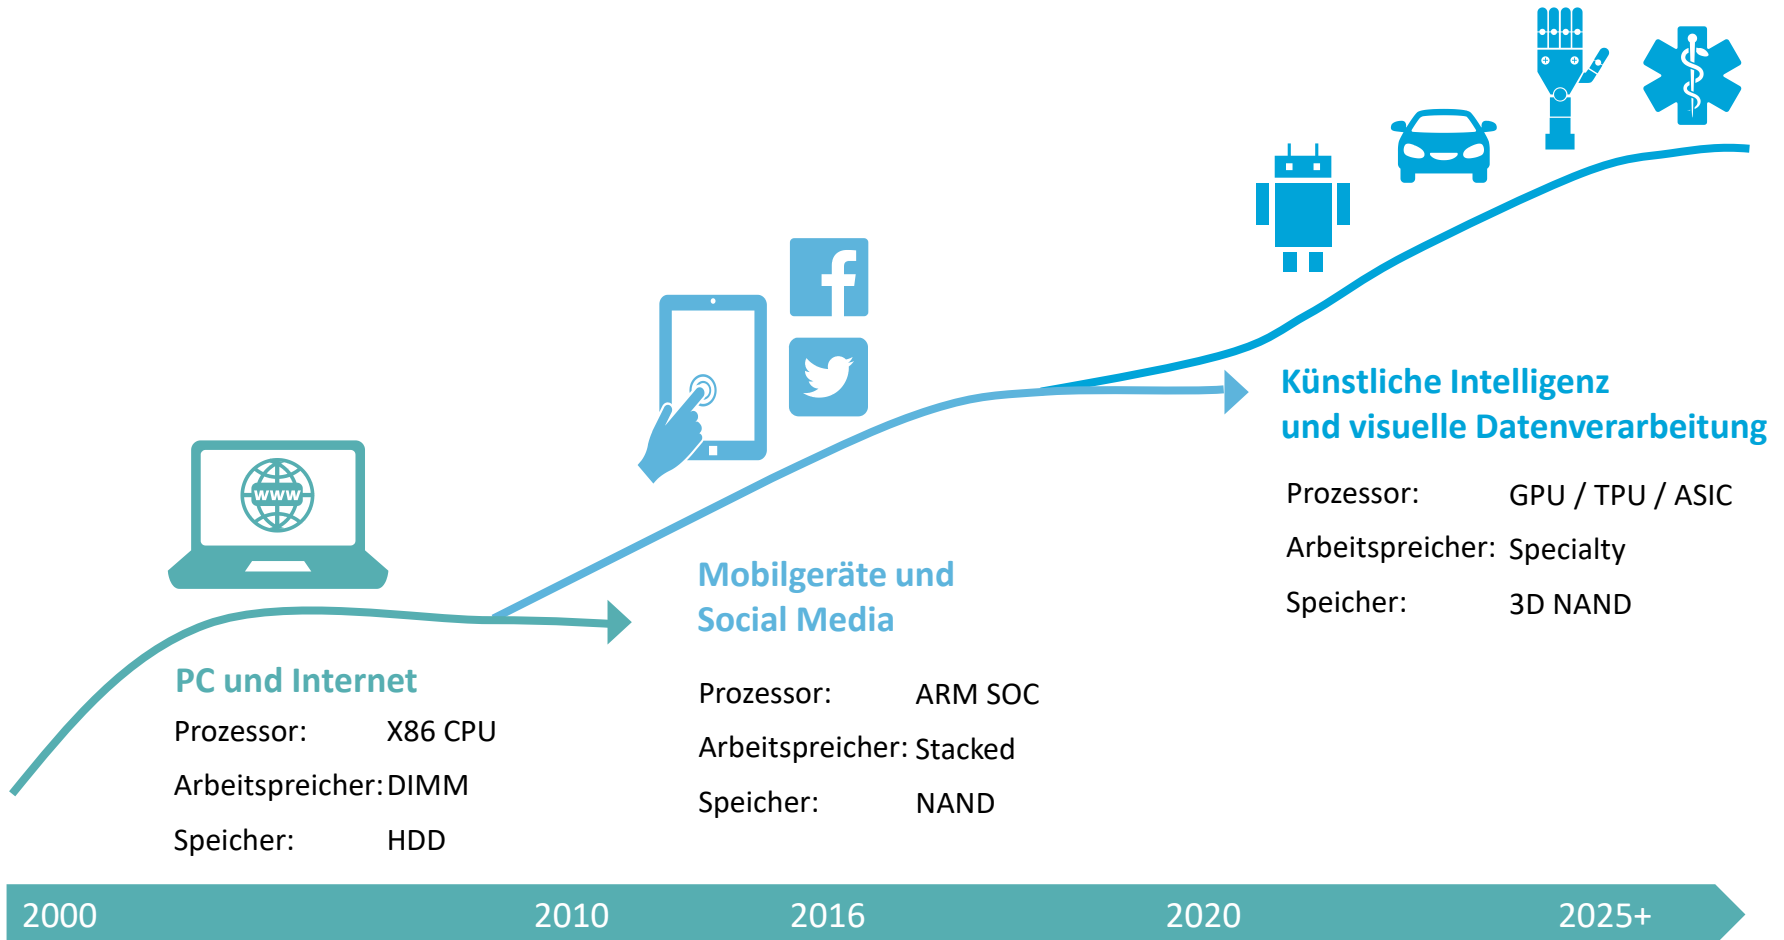 www
f
Künstliche Intelligenz
und visuelle Datenverarbeitung
Prozessor: GPU / TPU / ASIC
Arbeitspreicher: Specialty
Speicher: 3D NAND
Mobilgeräte und
Social Media
Prozessor: ARM SOC
Arbeitspreicher: Stacked
Speicher: NAND
PC und Internet
Prozessor: X86 CPU
Arbeitspreicher: DIMM
Speicher: HDD
2000 2010 2016 2020 2025+